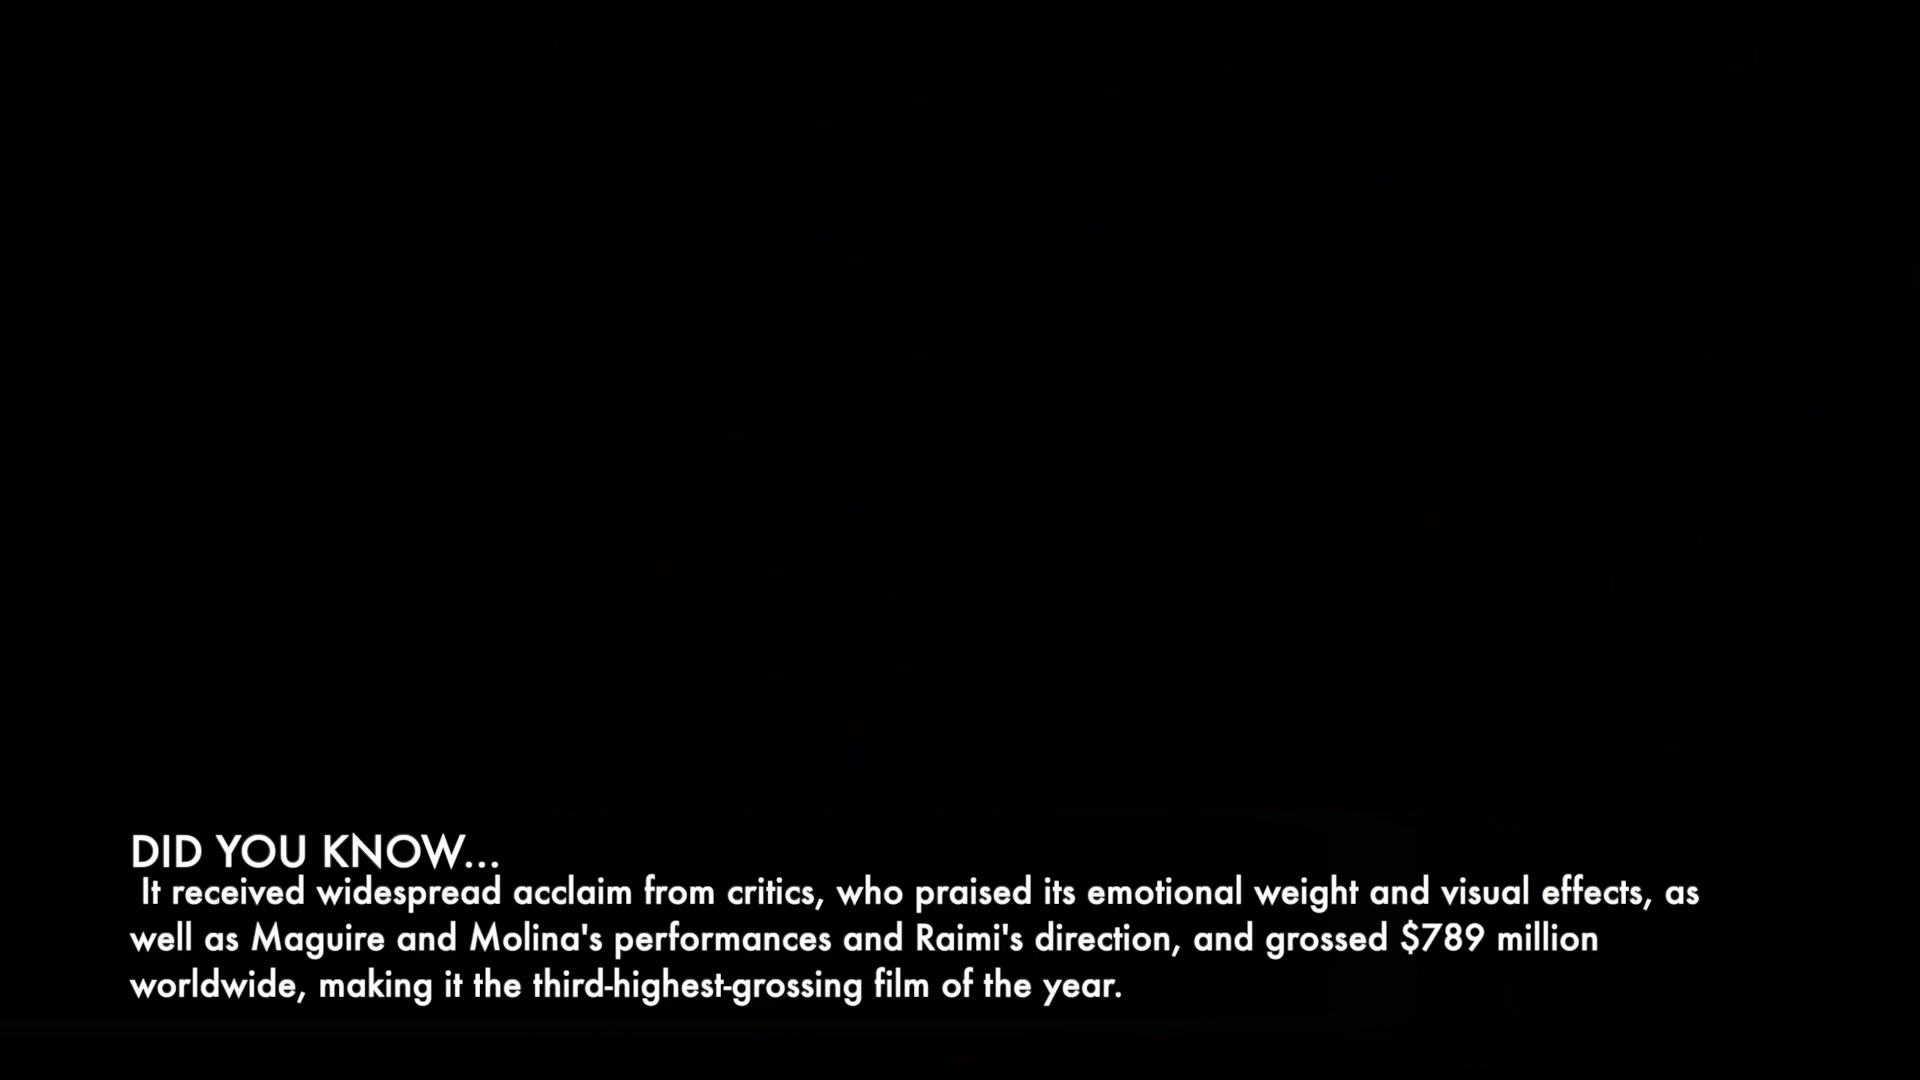 DID YOU KNOW...
It received widespread acclaim from critics, who praised its emotional weight and visual effects, as
well as Maguire and Molina's performances and Raimi's direction, and grossed $789 million
worldwide, making it the third-highest-grossing film of the year.